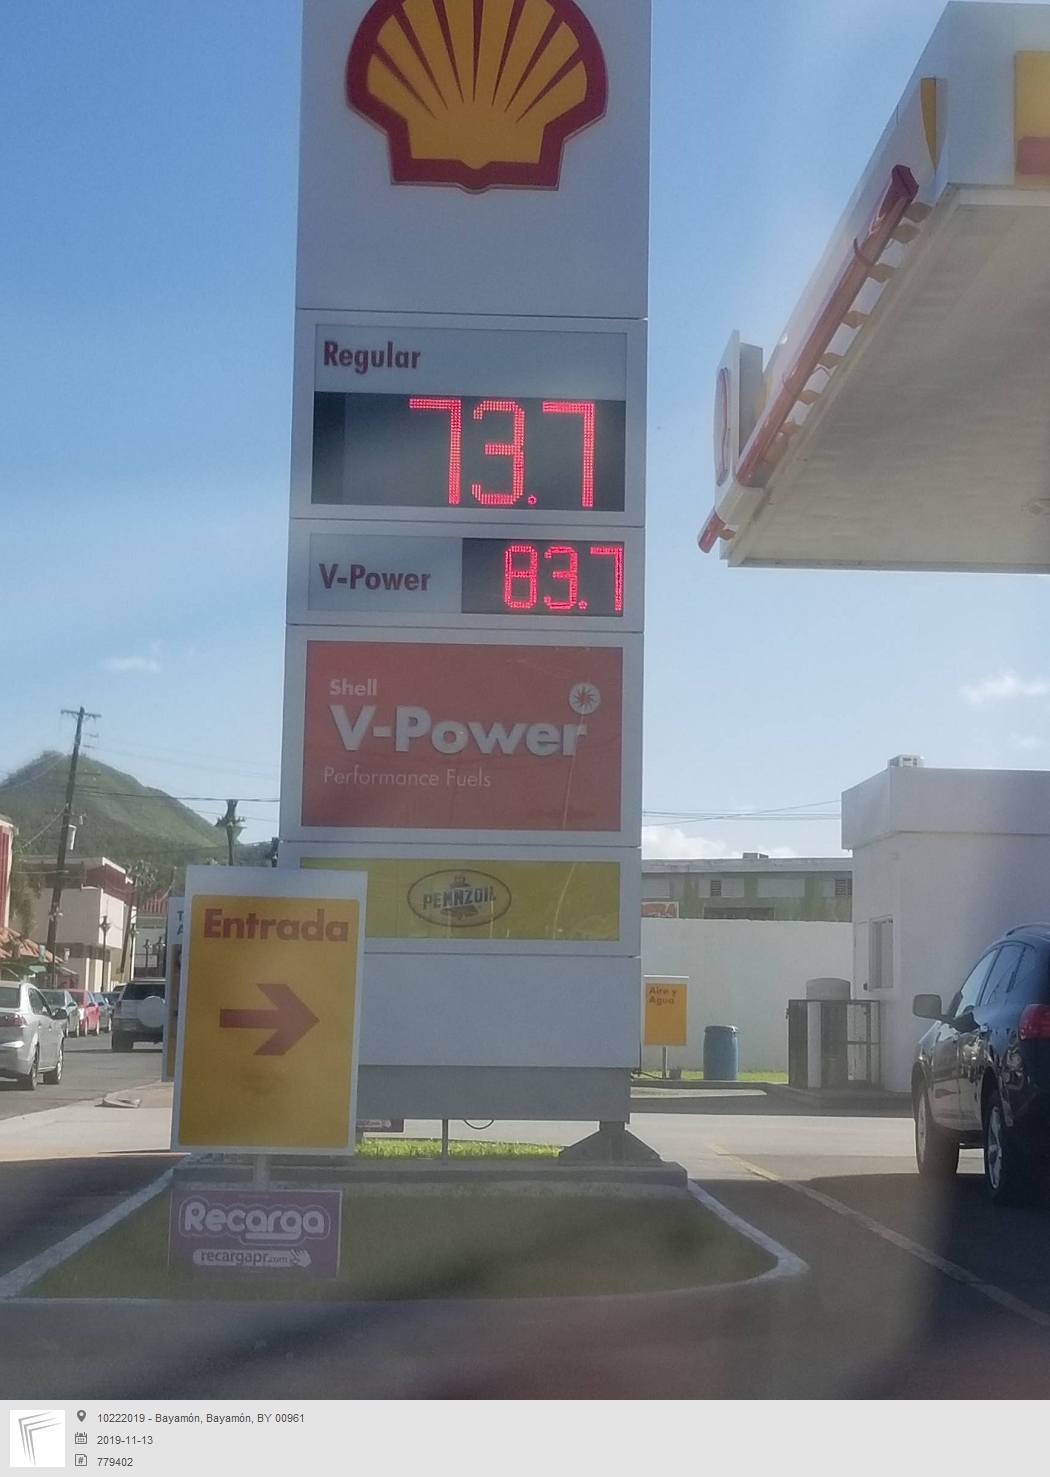 Regular
73.7
V-Power
83.7
Shell
V-Power
Performance Fuels
PENNZOIL
Entrada
Aire y
Agua
Recarga
recargapr.com
10222019 - Bayamón, Bayamón, BY 00961
2019-11-13
# 779402